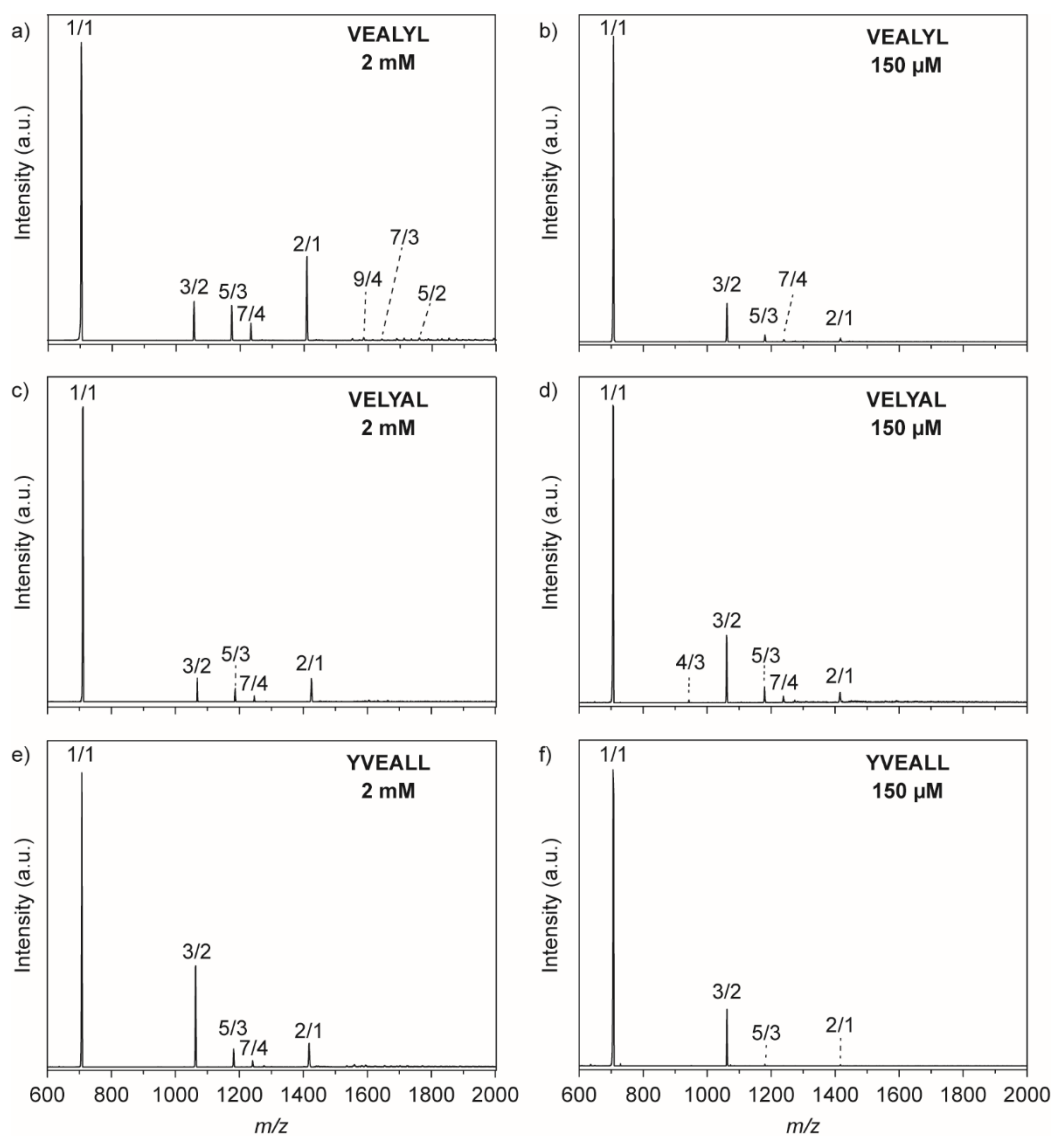 a)
1/1
VEALYL
2 mM
Intensity (a.u.)
3/2
5/3
7/4
2/1
9/4
7/3
5/2
b)
1/1
VEALYL
150 µM
Intensity (a.u.)
3/2
5/3
7/4
2/1
c)
1/1
VELYAL
2 mM
Intensity (a.u.)
3/2
5/3
7/4
2/1
d)
1/1
VELYAL
150 µM
Intensity (a.u.)
4/3
3/2
5/3
7/4
2/1
e)
1/1
YVEALL
2 mM
Intensity (a.u.)
3/2
5/3
7/4
2/1
600 800 1000 1200 1400 1600 1800 2000
m/z
f)
1/1
YVEALL
150 µM
Intensity (a.u.)
3/2
5/3
2/1
600 800 1000 1200 1400 1600 1800 2000
m/z